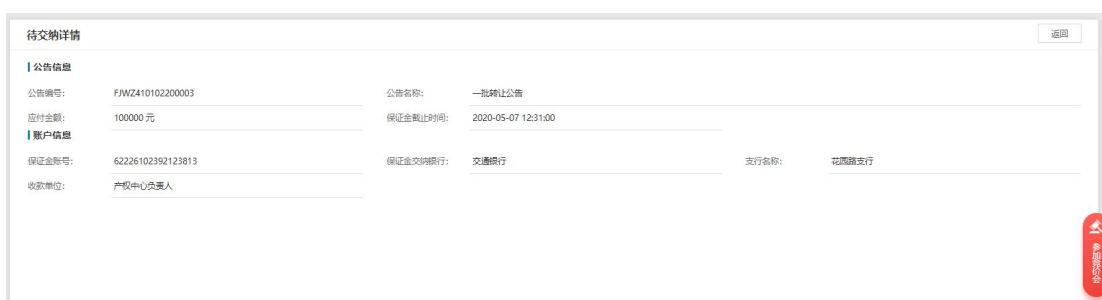 待交纳详情 返回
公告信息
公告编号: FJWZ410102200003 公告名称: 一批转让公告
应付金额: 100000 元 保证金截止时间: 2020-05-07 12:31:00
账户信息
保证金账号: 62226102392123813 保证金交纳银行: 交通银行 支行名称: 花园路支行
收款单位: 产权中心负责人
参加竞价会